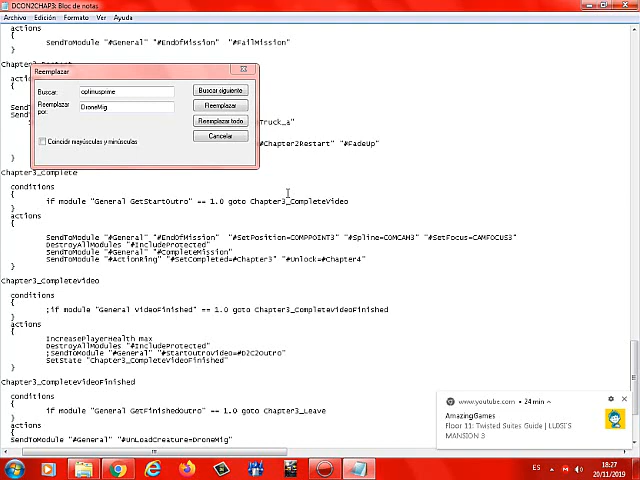 DCON2CHAP3: Bloc de notas
Archivo Edición Formato Ver Ayuda
actions
{
SendToModule "#General" "#EndOfMission" "#FailMission"
}
Reemplazar
Buscar: optimusprime Buscar siguiente
Reemplazar por: DroneMig Reemplazar
Reemplazar todo
Coincidir mayúsculas y minúsculas Cancelar
Truck_a"
#Chapter2Restart" "#FadeUp"
}
Chapter3_Complete
conditions
{
if module "General GetStartOutro" == 1.0 goto Chapter3_CompleteVideo
}
actions
{
SendToModule "#General" "#EndOfMission" "#SetPosition=COMPPOINT3" "#Spline=COMCAM3" "#SetFocus=CAMFOCUS3"
DestroyAllModules "#IncludeProtected"
SendToModule "#General" "#CompleteMission"
SendToModule "#ActionRing" "#SetCompleted=#Chapter3" "#Unlock=#Chapter4"
}
Chapter3_CompleteVideo
conditions
{
;if module "General VideoFinished" == 1.0 goto Chapter3_CompleteVideoFinished
}
actions
{
IncreasePlayerHealth max
DestroyAllModules "#IncludeProtected"
;SendToModule "#General" "#StartOutroVideo=#D2C2Outro"
SetState "Chapter3_CompleteVideoFinished"
}
Chapter3_CompleteVideoFinished
conditions
{
if module "General GetFinishedOutro" == 1.0 goto Chapter3_Leave
}
actions
{
SendToModule "#General" "#UnLoadCreature=DroneMig"
www.youtube.com • 24 min
AmazingGames
Floor 11: Twisted Suites Guide | LUIGI'S
MANSION 3
ES
18:27
20/11/2019